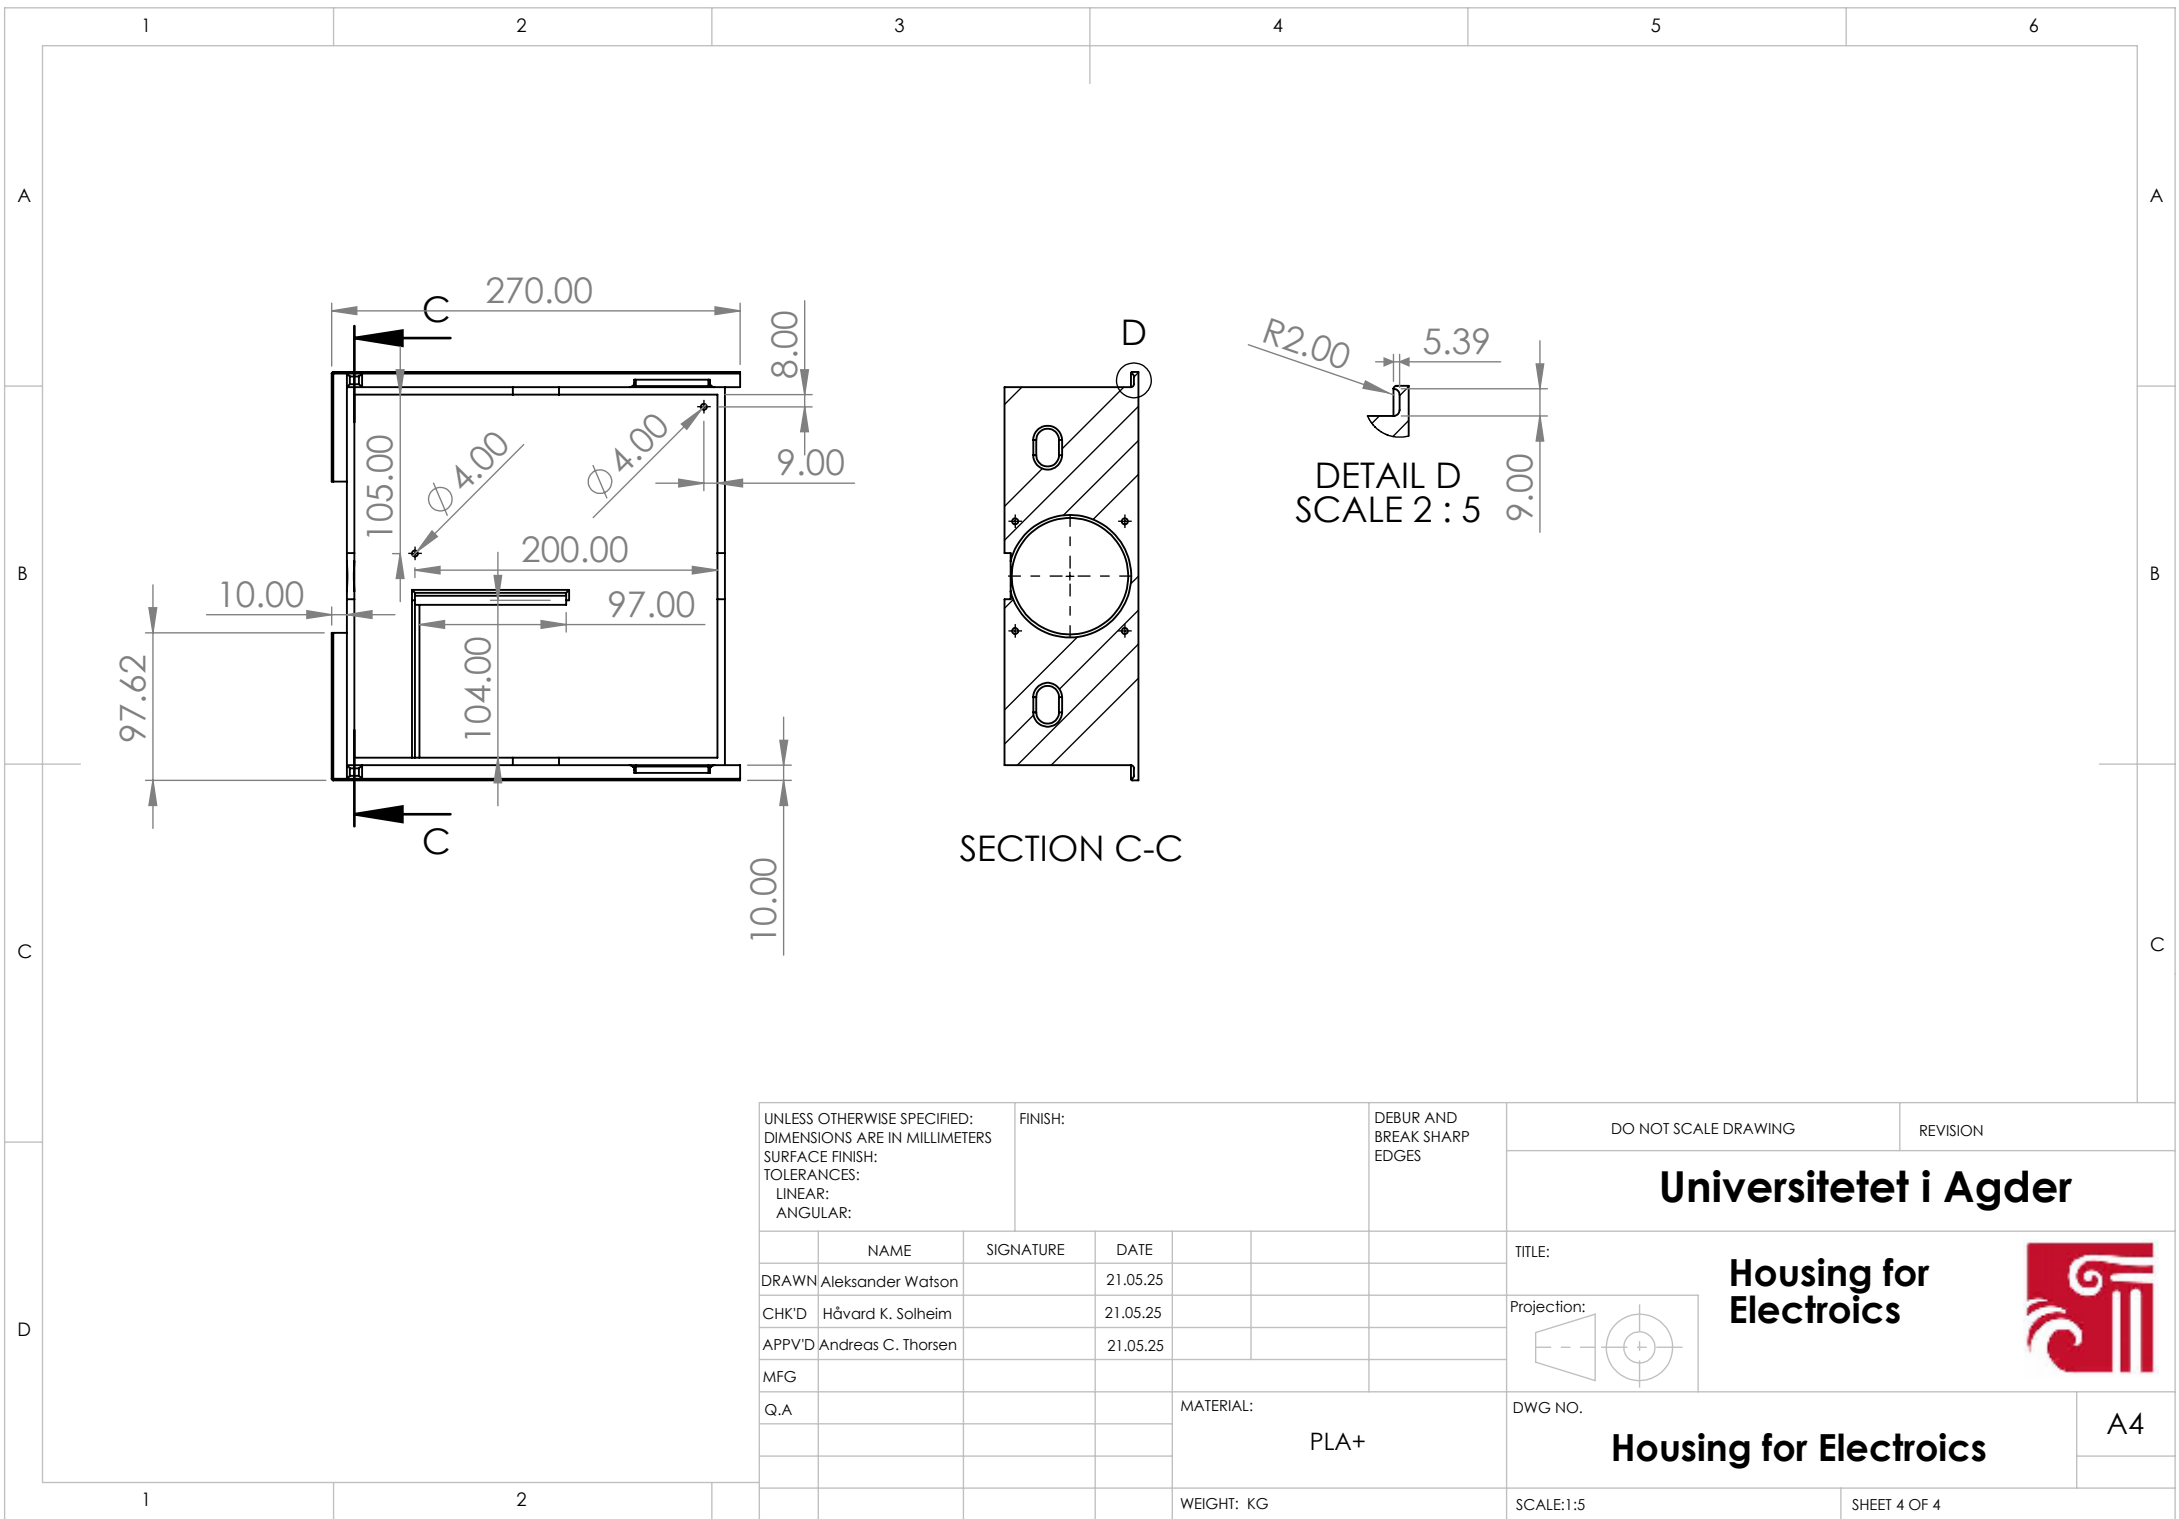 1 2 3 4 5 6
A A
B B
C C
D
C 270.00
8.00
105.00
Ø 4.00
Ø 4.00
9.00
200.00
10.00
97.00
97.62
104.00
C
10.00
D
SECTION C-C
R2.00
5.39
9.00
DETAIL D
SCALE 2 : 5
UNLESS OTHERWISE SPECIFIED:
DIMENSIONS ARE IN MILLIMETERS
SURFACE FINISH:
TOLERANCES:
LINEAR:
ANGULAR:
FINISH:
DEBUR AND
BREAK SHARP
EDGES
DO NOT SCALE DRAWING
REVISION
Universitetet i Agder
NAME SIGNATURE DATE
DRAWN Aleksander Watson 21.05.25
CHK'D Håvard K. Solheim 21.05.25
APPV'D Andreas C. Thorsen 21.05.25
MFG
Q.A
TITLE:
Housing for
Electroics
Projection:
MATERIAL:
PLA+
DWG NO.
Housing for Electroics
A4
WEIGHT: KG
SCALE:1:5
SHEET 4 OF 4
1 2